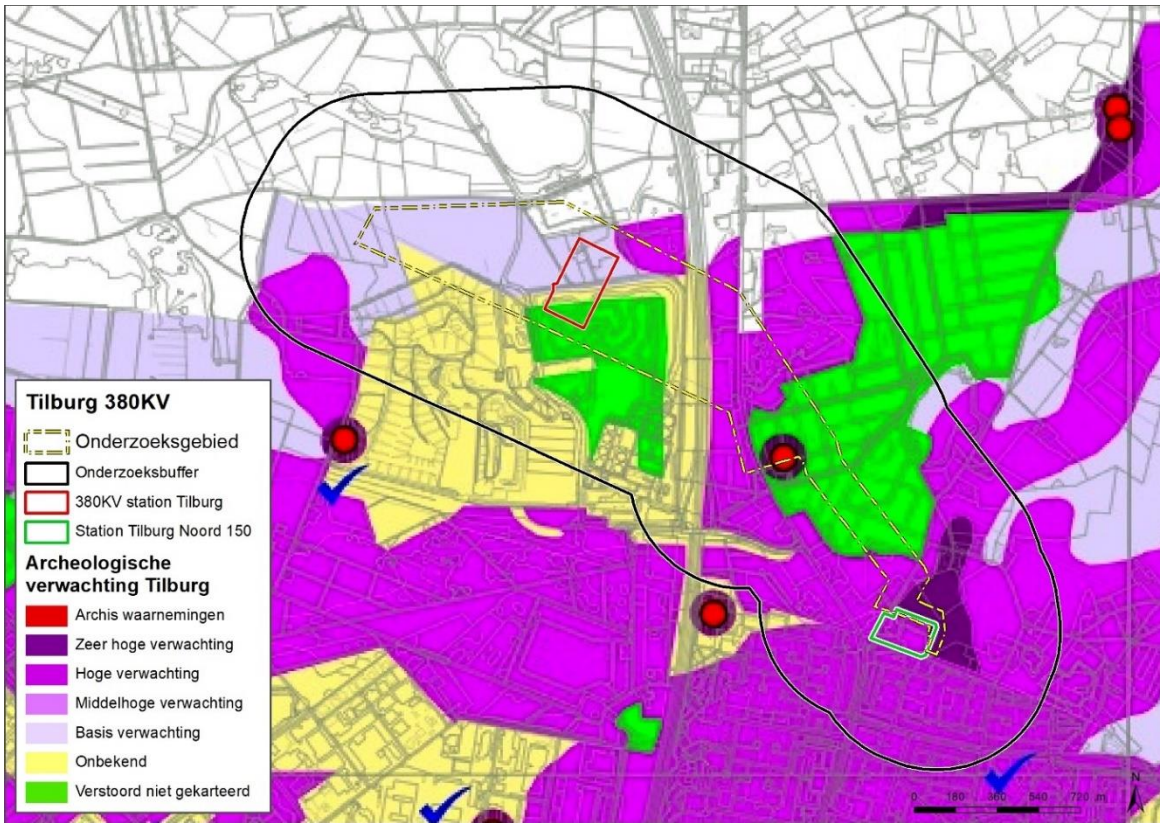 Tilburg 380KV
Onderzoeksgebied
Onderzoeksbuffer
380KV station Tilburg
Station Tilburg Noord 150
Archeologische
verwachting Tilburg
Archis waarnemingen
Zeer hoge verwachting
Hoge verwachting
Middelhoge verwachting
Basis verwachting
Onbekend
Verstoord niet gekarteerd
N
0 180 360 540 720 m